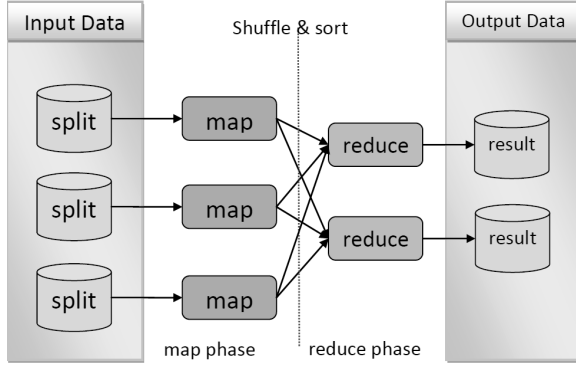 Input Data
Shuffle & sort
Output Data
split
map
reduce
result
split
map
reduce
result
split
map
map phase
reduce phase